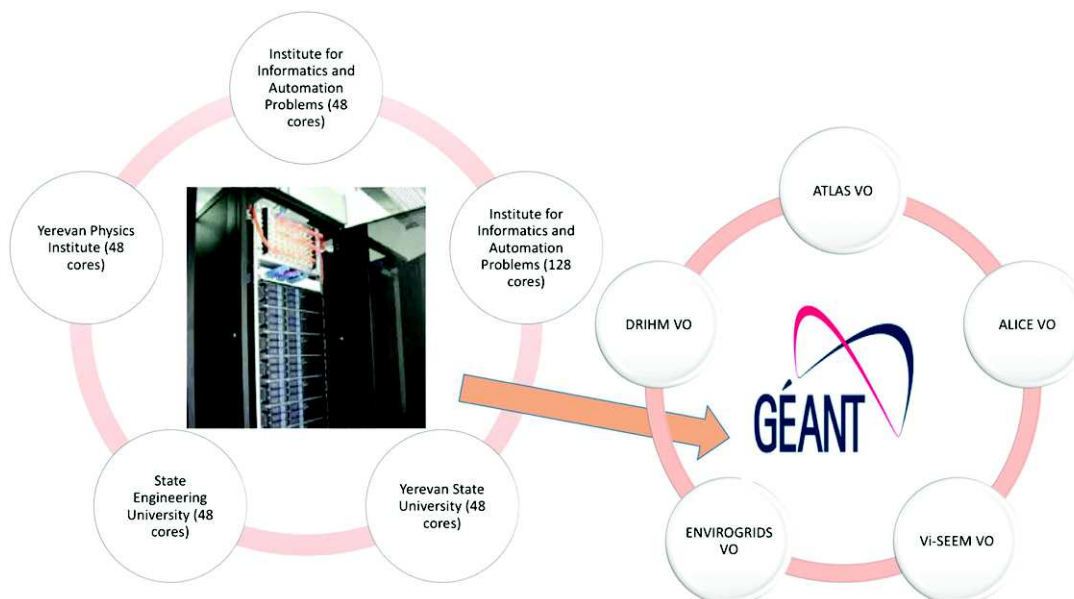 Institute for
Informatics and
Automation
Problems (48
cores)
Yerevan Physics
Institute (48
cores)
Institute for
Informatics and
Automation
Problems (128
cores)
State
Engineering
University (48
cores)
Yerevan State
University (48
cores)
ATLAS VO
DRIHM VO
ALICE VO
GÉANT
ENVIROGRIDS
VO
Vi-SEEM VO